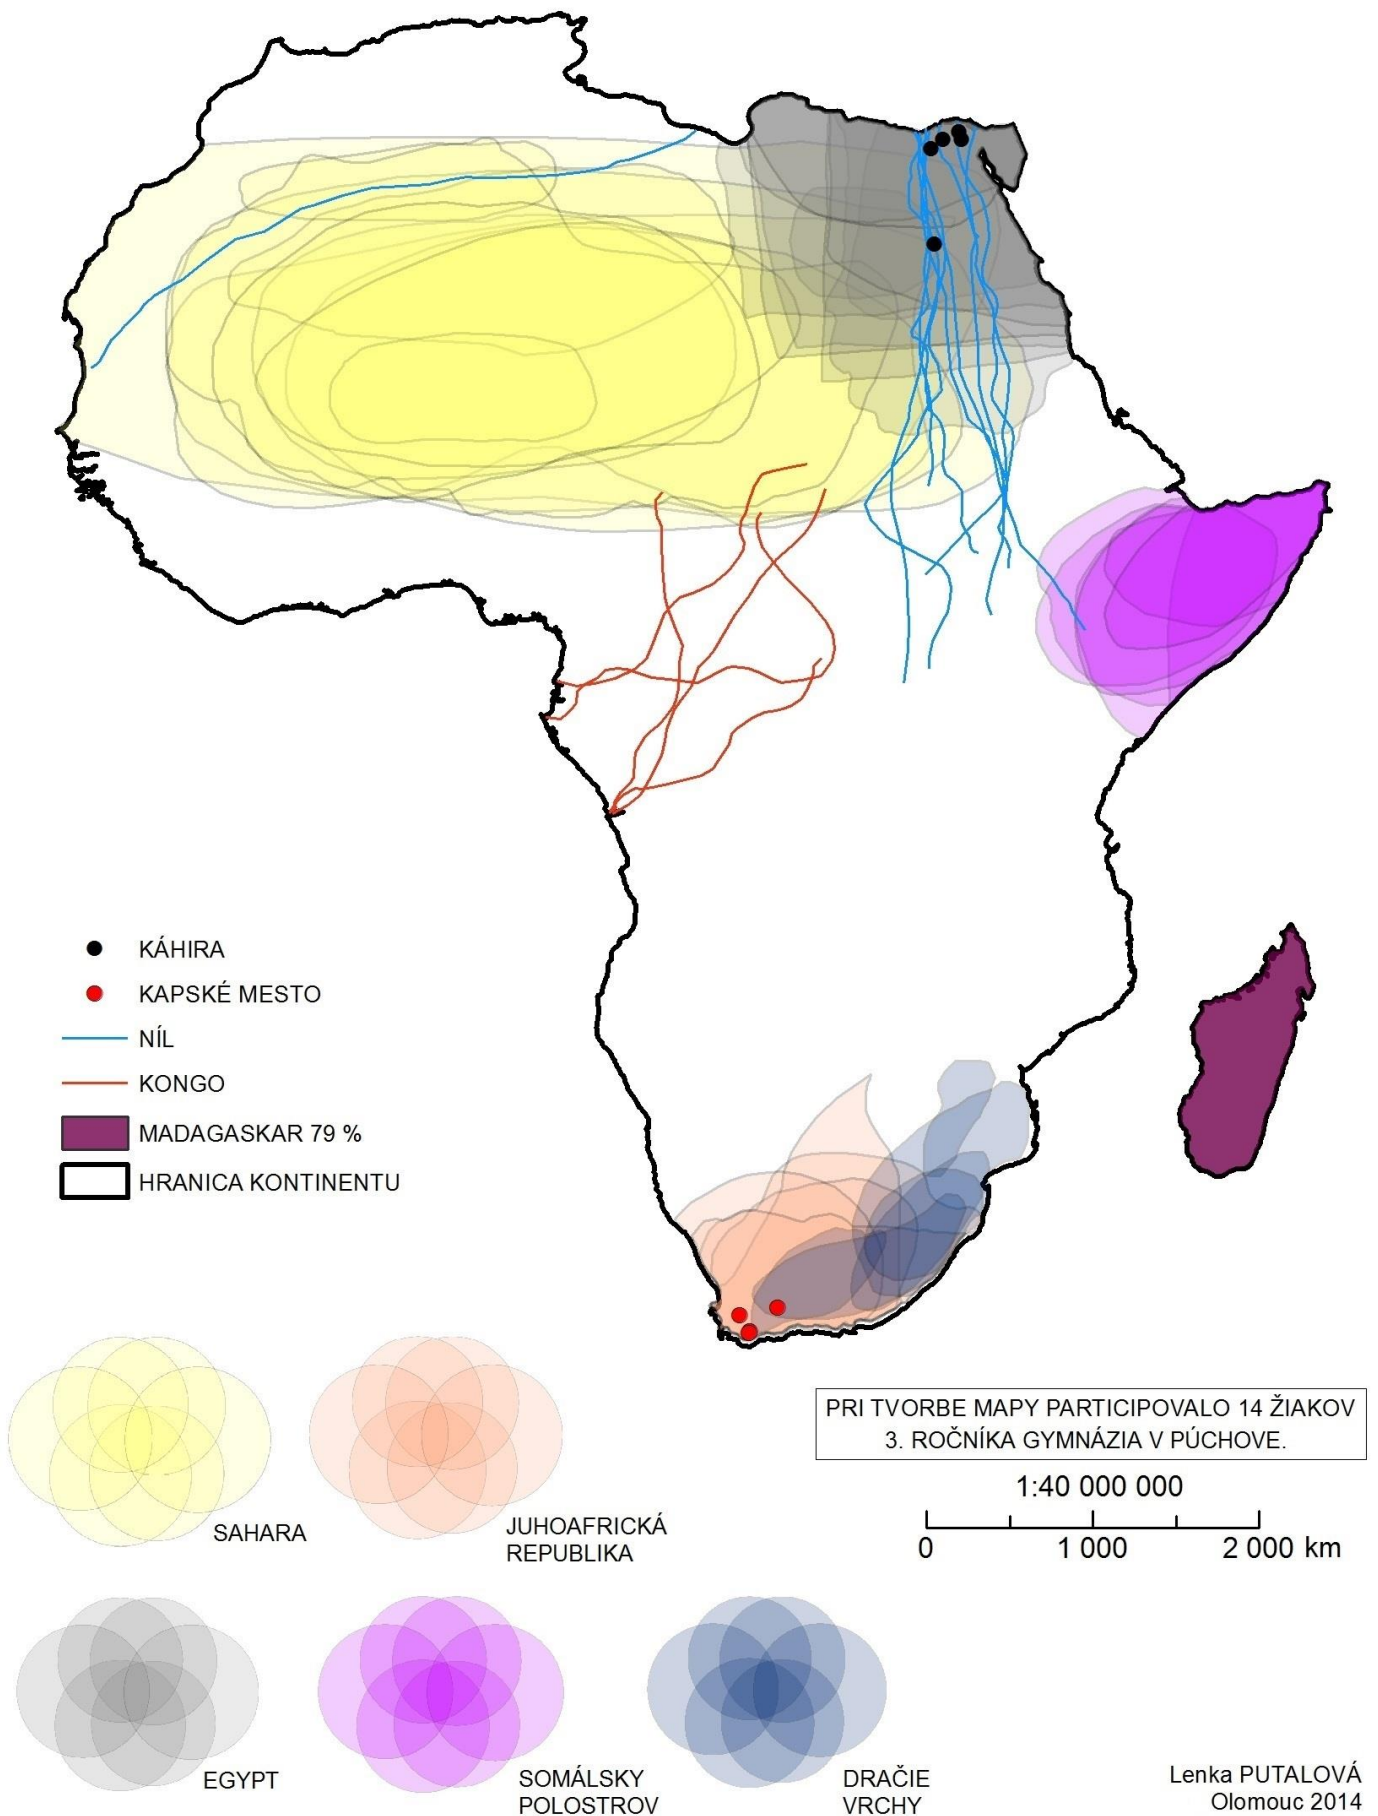 KÁHIRA
KAPSKÉ MESTO
NÍL
KONGO
MADAGASKAR 79 %
HRANICA KONTINENTU
PRI TVORBE MAPY PARTICIPOVALO 14 ŽIAKOV
3. ROČNÍKA GYMNÁZIA V PÚCHOVE.
1:40 000 000
0 1 000 2 000 km
SAHARA
JUHOAFRICKÁ
REPUBLIKA
EGYPT
SOMÁLSKY
POLOSTROV
DRAČIE
VRCHY
Lenka PUTALOVÁ
Olomouc 2014